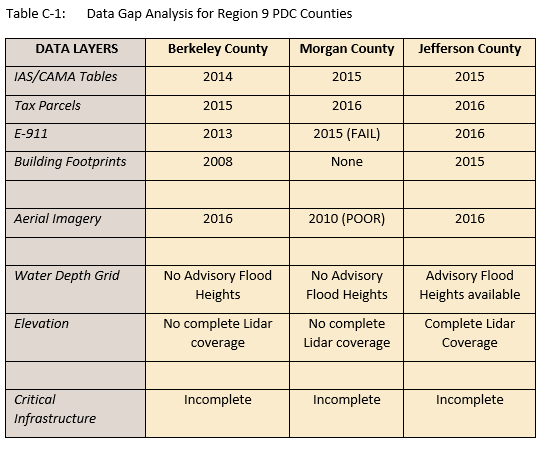 Table C-1: Data Gap Analysis for Region 9 PDC Counties
DATA LAYERS Berkeley County Morgan County Jefferson County
IAS/CAMA Tables 2014 2015 2015
Tax Parcels 2015 2016 2016
E-911 2013 2015 (FAIL) 2016
Building Footprints 2008 None 2015
Aerial Imagery 2016 2010 (POOR) 2016
Water Depth Grid No Advisory Flood No Advisory Advisory Flood
Heights Flood Heights Heights available
Elevation No complete Lidar No complete Complete Lidar
coverage Lidar coverage Coverage
Critical Incomplete Incomplete Incomplete
Infrastructure